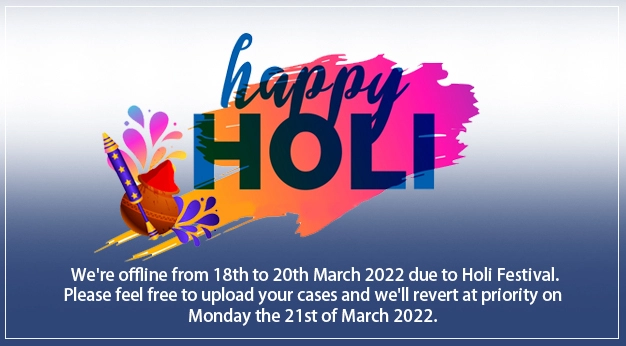 happy
HOLI
We're offline from 18th to 20th March 2022 due to Holi Festival.
Please feel free to upload your cases and we'll revert at priority on
Monday the 21st of March 2022.